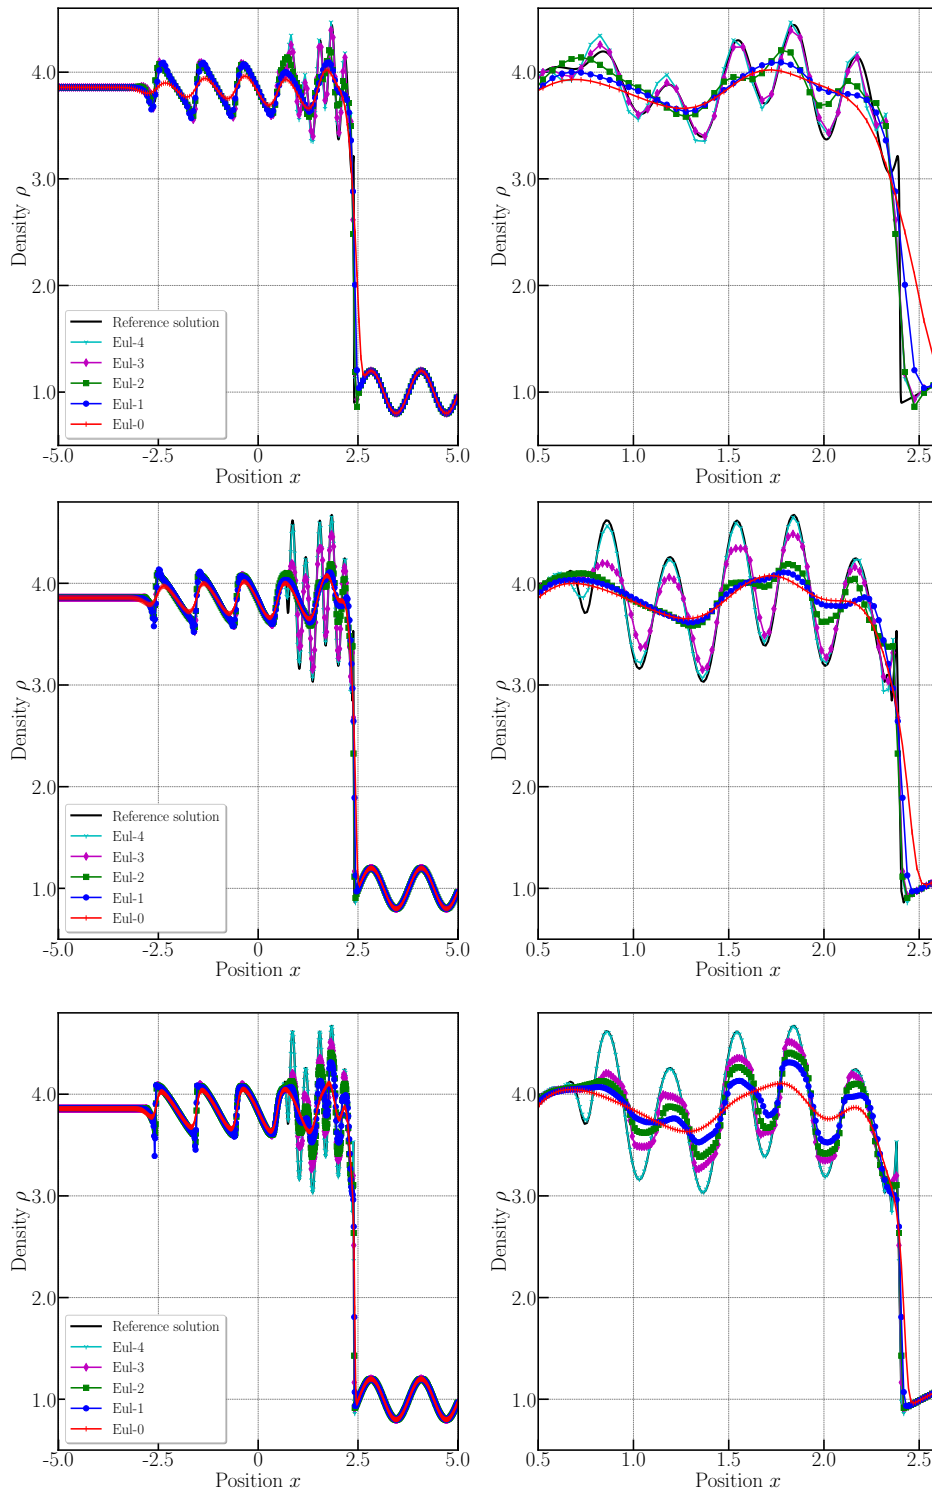 4.0
3.0
2.0
1.0
Density ρ
Reference solution
Eul-4
Eul-3
Eul-2
Eul-1
Eul-0
-5.0 -2.5 0 2.5 5.0
Position x
4.0
3.0
2.0
1.0
Density ρ
0.5 1.0 1.5 2.0 2.5
Position x
4.0
3.0
2.0
1.0
Density ρ
Reference solution
Eul-4
Eul-3
Eul-2
Eul-1
Eul-0
-5.0 -2.5 0 2.5 5.0
Position x
4.0
3.0
2.0
1.0
Density ρ
0.5 1.0 1.5 2.0 2.5
Position x
4.0
3.0
2.0
1.0
Density ρ
Reference solution
Eul-4
Eul-3
Eul-2
Eul-1
Eul-0
-5.0 -2.5 0 2.5 5.0
Position x
4.0
3.0
2.0
1.0
Density ρ
0.5 1.0 1.5 2.0 2.5
Position x